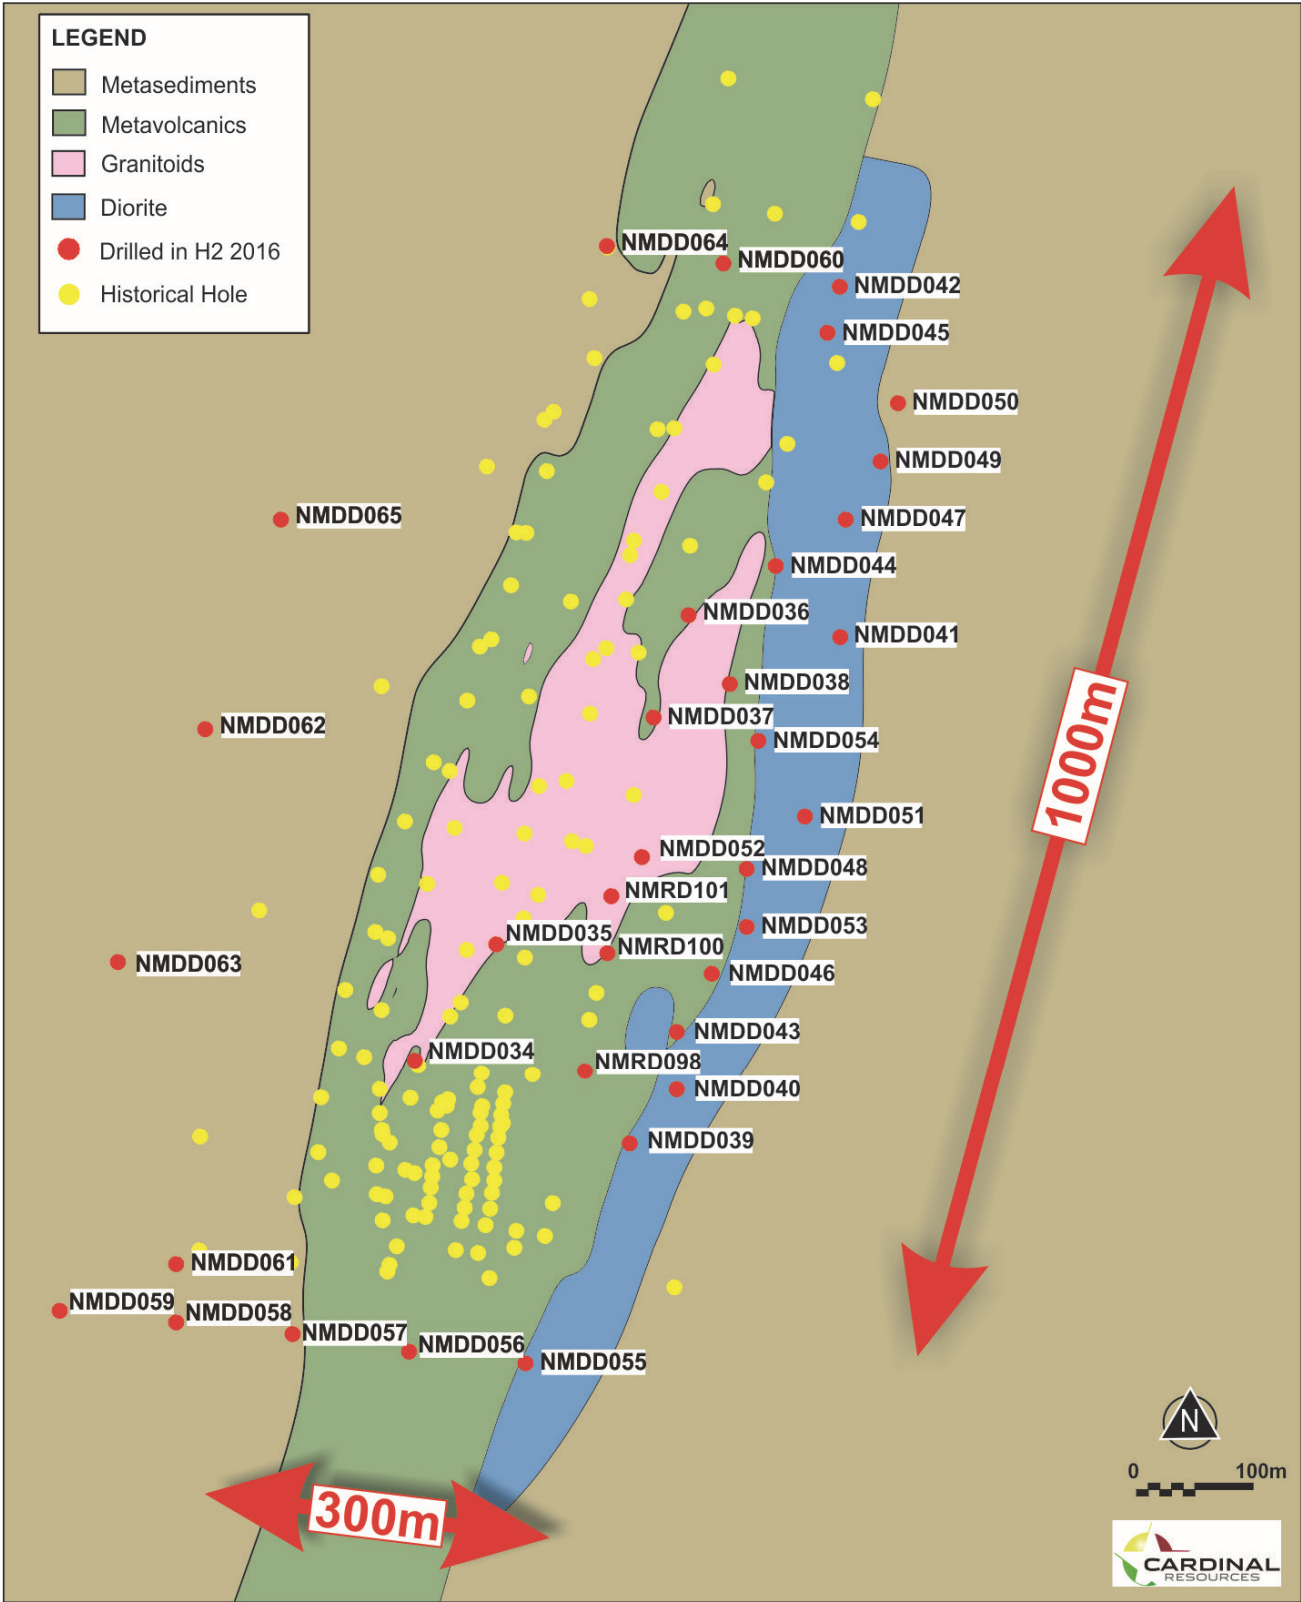 LEGEND
Metasediments
Metavolcanics
Granitoids
Diorite
Drilled in H2 2016
Historical Hole
NMDD064
NMDD060
NMDD042
NMDD045
NMDD050
NMDD049
NMDD065
NMDD047
NMDD044
NMDD036
NMDD041
NMDD038
NMDD062
NMDD037
NMDD054
1000m
NMDD051
NMDD052
NMDD048
NMRD101
NMDD035
NMDD053
NMRD100
NMDD063
NMDD046
NMDD043
NMDD034
NMRD098
NMDD040
NMDD039
NMDD061
NMDD059
NMDD058
NMDD057
NMDD056
NMDD055
N
0 100m
300m
CARDINAL
RESOURCES